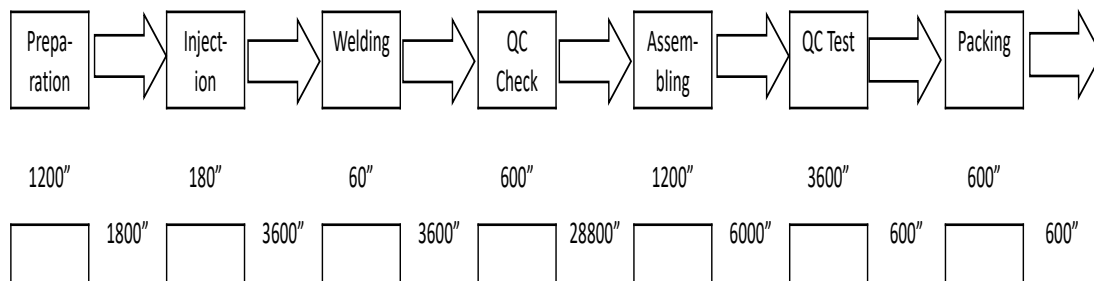 Prepa-
ration
Inject-
ion
Welding
QC
Check
Assem-
bling
QC Test
Packing
1200”
180”
60”
600”
1200”
3600”
600”
1800”
3600”
3600”
28800”
6000”
600”
600”